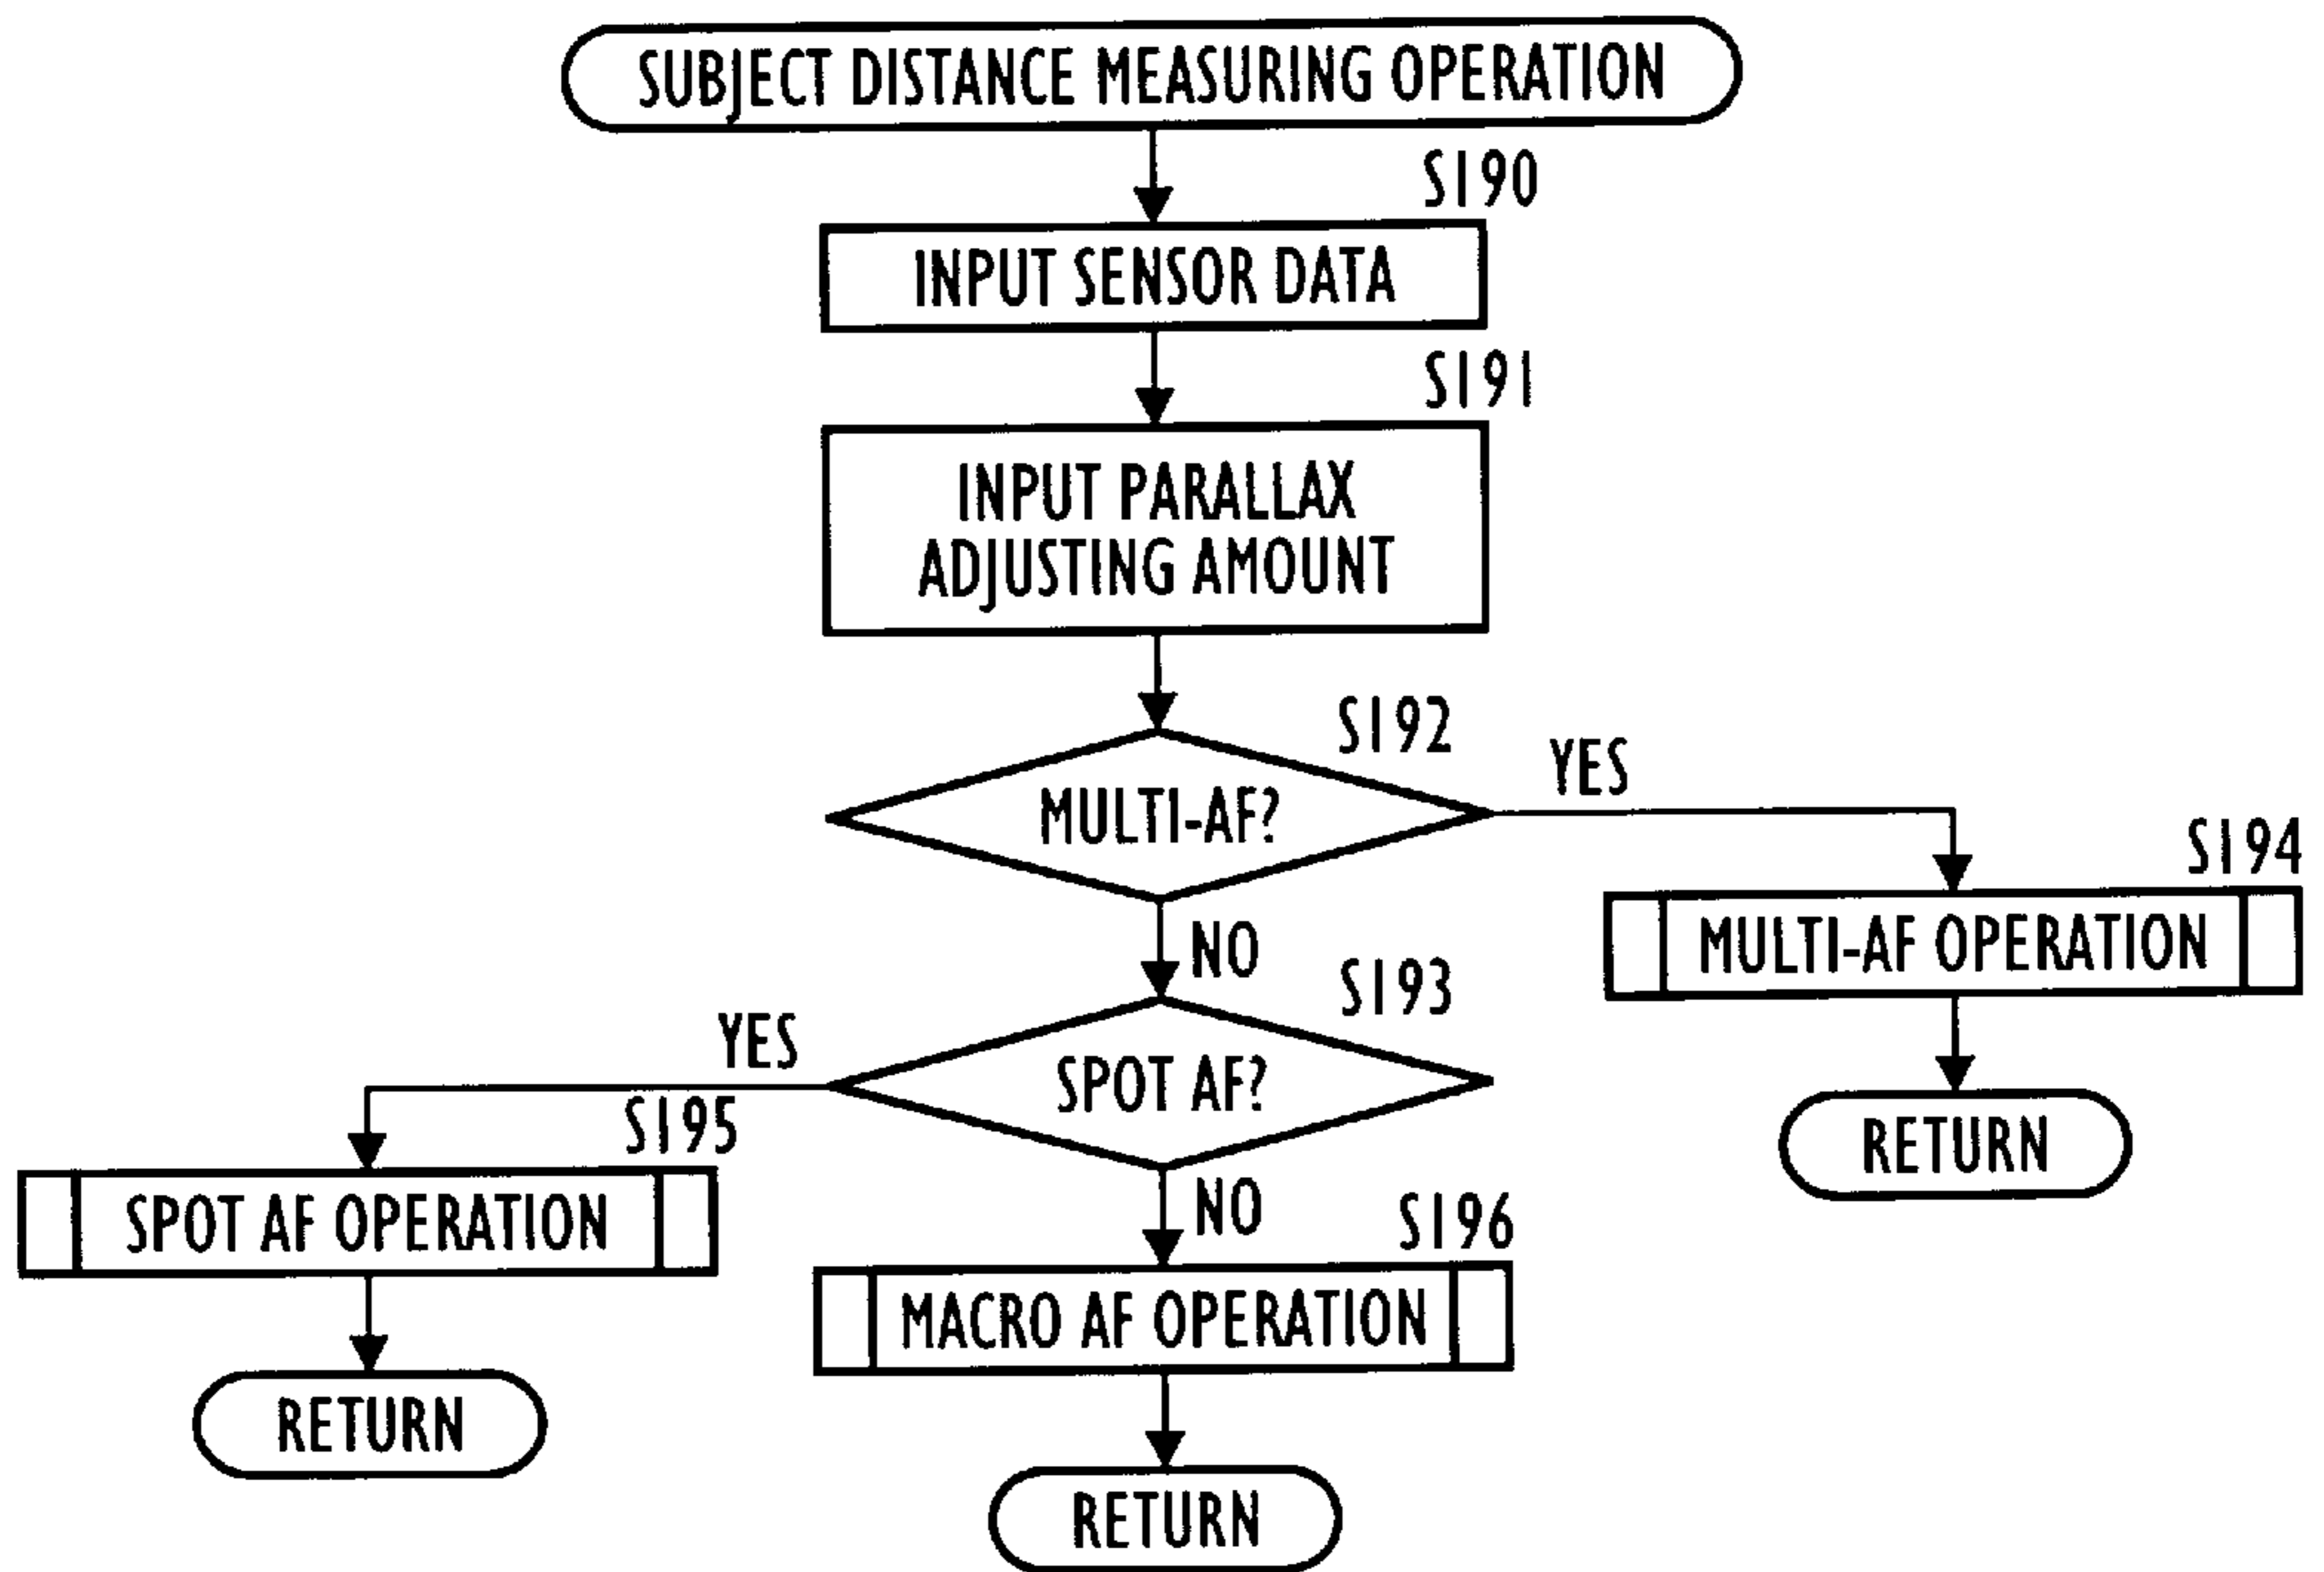 SUBJECT DISTANCE MEASURING OPERATION
S190
INPUT SENSOR DATA
S191
INPUT PARALLAX
ADJUSTING AMOUNT
S192
MULTI-AF?
YES
S194
MULTI-AF OPERATION
RETURN
NO
S193
SPOT AF?
YES
S195
SPOT AF OPERATION
RETURN
NO
S196
MACRO AF OPERATION
RETURN